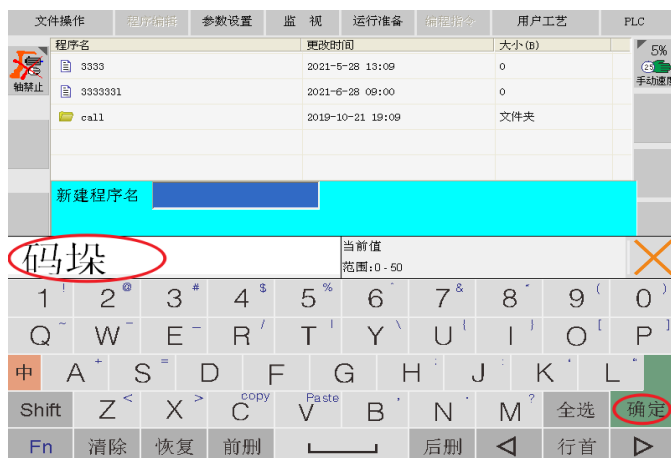 文件操作 程序编辑 参数设置 监 视 运行准备 编程指令 用户工艺 PLC
程序名 更改时间 大小(B)
5%
25
轴禁止
手动速度
3333 2021-5-28 13:09 0
3333331 2021-6-28 09:00 0
call 2019-10-21 19:09 文件夹
新建程序名
码垛
当前值
范围:0-50
1 ! 2 @ 3 # 4 $ 5 % 6 7 & 8 * 9 ( 0 )
Q ~ W - E - R / T | Y \ U { I } O [ P ]
中 A + S = D F G H : J : K ' L "
Shift Z < X > C copy V Paste B , N . M ? 全选 确定
Fn 清除 恢复 前删 后删 行首